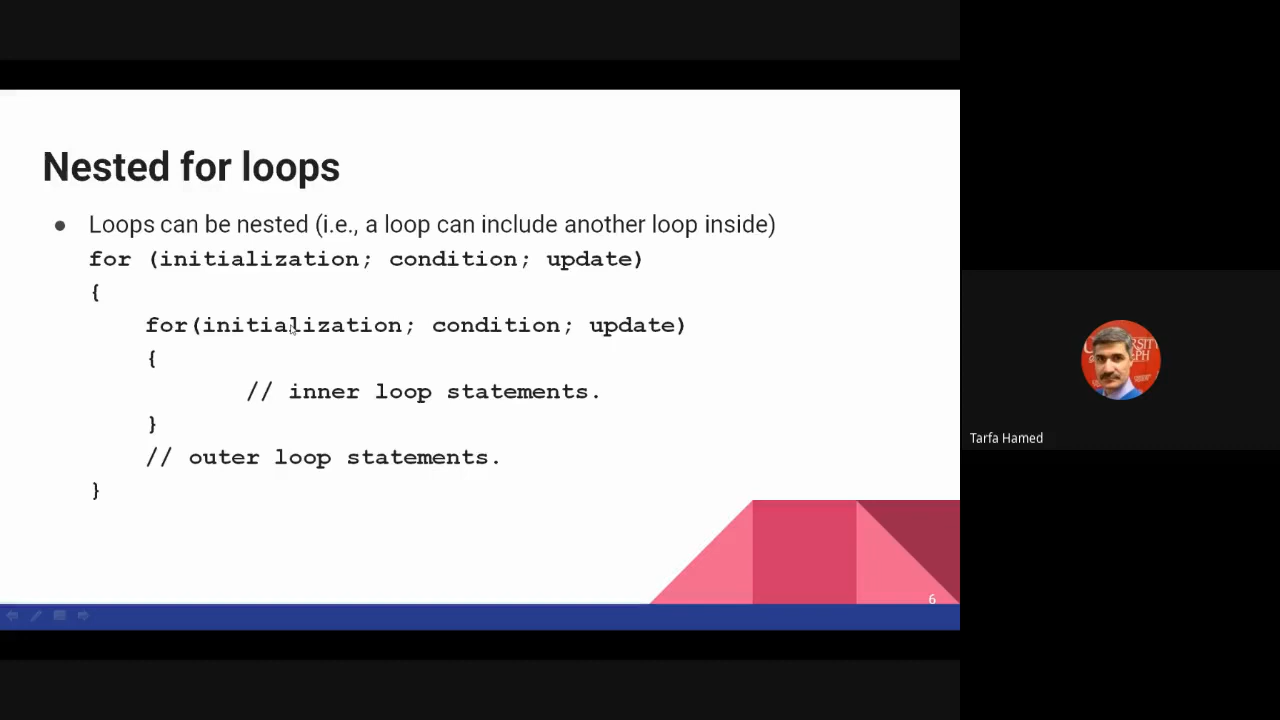 Nested for loops
● Loops can be nested (i.e., a loop can include another loop inside)
for (initialization; condition; update)
{
for(initialization; condition; update)
{
// inner loop statements.
}
// outer loop statements.
}
6
Tarfa Hamed